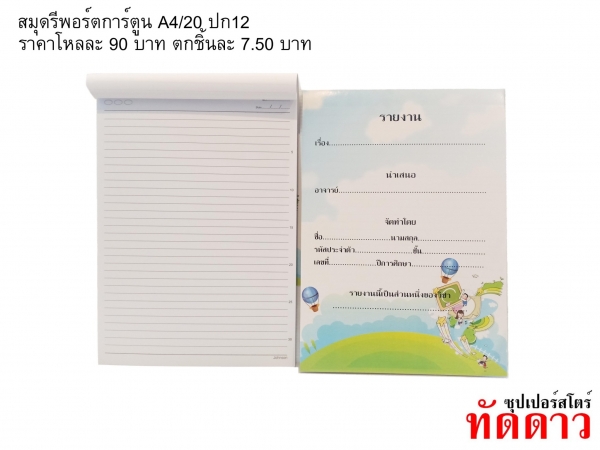 สมุดรีพอร์ตการ์ตูน A4/20 ปก12
ราคาโหลละ 90 บาท ตกชิ้นละ 7.50 บาท
รายงาน
เรื่อง
นำเสนอ
อาจารย์
จัดทำโดย
ชื่อ นามสกุล
รหัสประจำตัว ชั้น
เลขที่ ปีการศึกษา
รายงานนี้เป็นส่วนหนึ่งของวิชา
ซุปเปอร์สโตร์
ทัดดาว